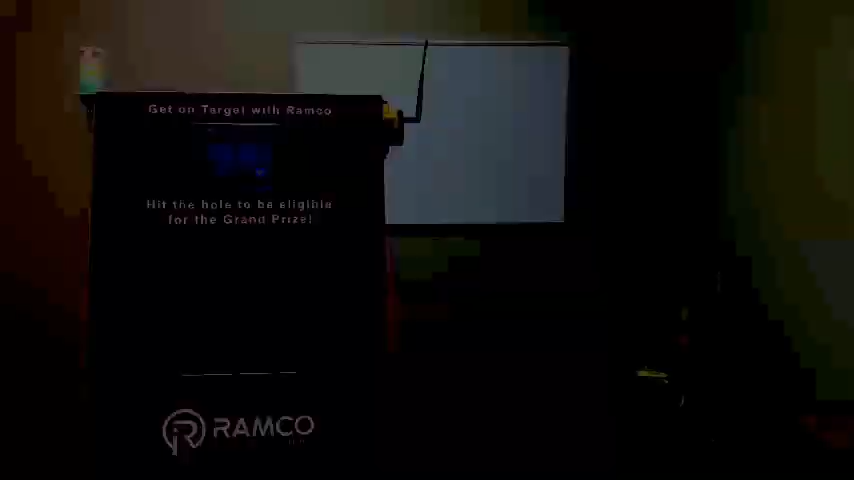 Get on Target with Ramco
Hit the hole to be eligible
for the Grand Prize!
RAMCO